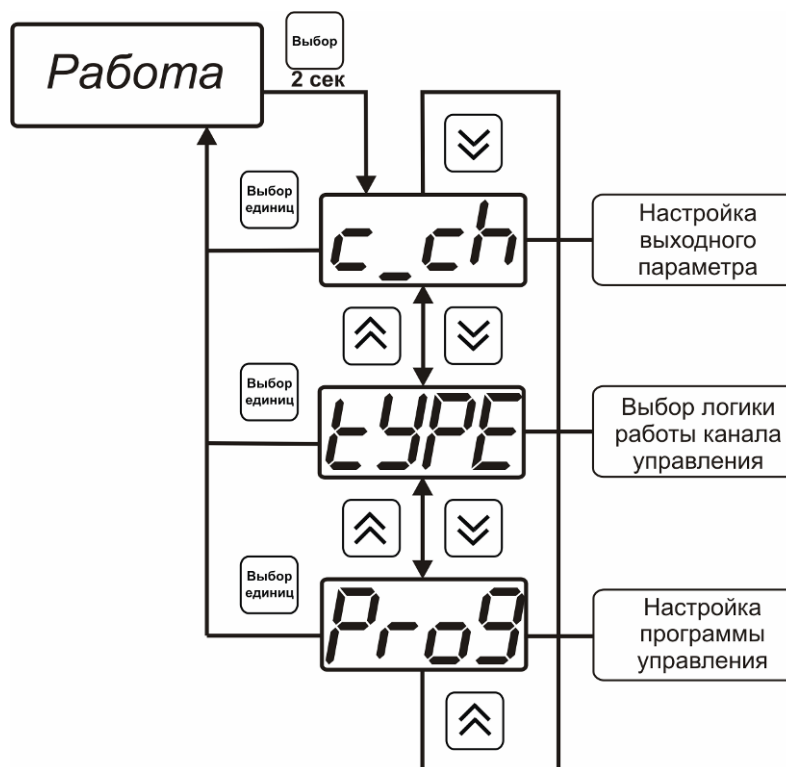 Работа
Выбор
2 сек
Выбор
единиц
c_ch
Настройка
выходного
параметра
Выбор
единиц
tYPE
Выбор логики
работы канала
управления
Выбор
единиц
Prog
Настройка
программы
управления